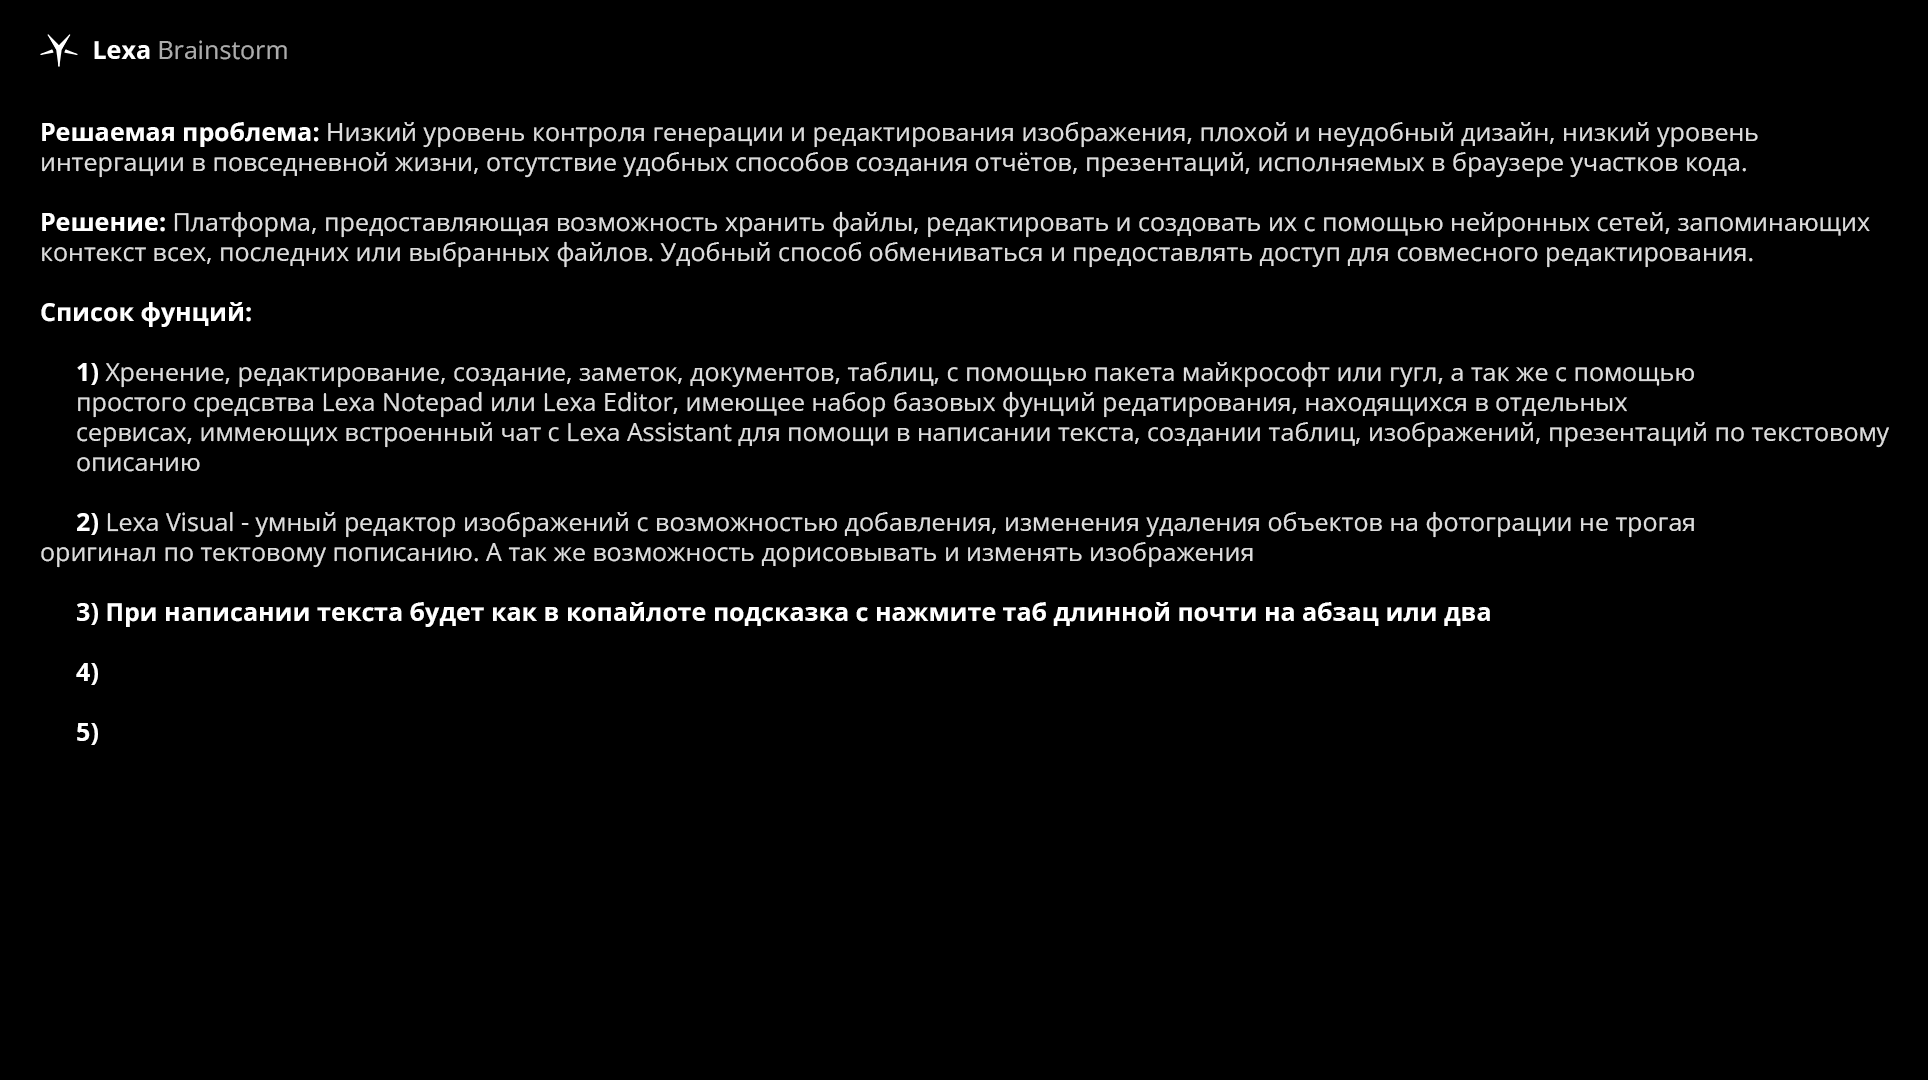 Lexa Brainstorm
Решаемая проблема: Низкий уровень контроля генерации и редактирования изображения, плохой и неудобный дизайн, низкий уровень
интергации в повседневной жизни, отсутствие удобных способов создания отчётов, презентаций, исполняемых в браузере участков кода.
Решение: Платформа, предоставляющая возможность хранить файлы, редактировать и создовать их с помощью нейронных сетей, запоминающих
контекст всех, последних или выбранных файлов. Удобный способ обмениваться и предоставлять доступ для совмесного редактирования.
Список фунций:
1) Хренение, редактирование, создание, заметок, документов, таблиц, с помощью пакета майкрософт или гугл, а так же с помощью
простого средсвтва Lexa Notepad или Lexa Editor, имеющее набор базовых фунций редатирования, находящихся в отдельных
сервисах, иммеющих встроенный чат с Lexa Assistant для помощи в написании текста, создании таблиц, изображений, презентаций по текстовому
описанию
2) Lexa Visual - умный редактор изображений с возможностью добавления, изменения удаления объектов на фотограции не трогая
оригинал по тектовому пописанию. А так же возможность дорисовывать и изменять изображения
3) При написании текста будет как в копайлоте подсказка с нажмите таб длинной почти на абзац или два
4)
5)